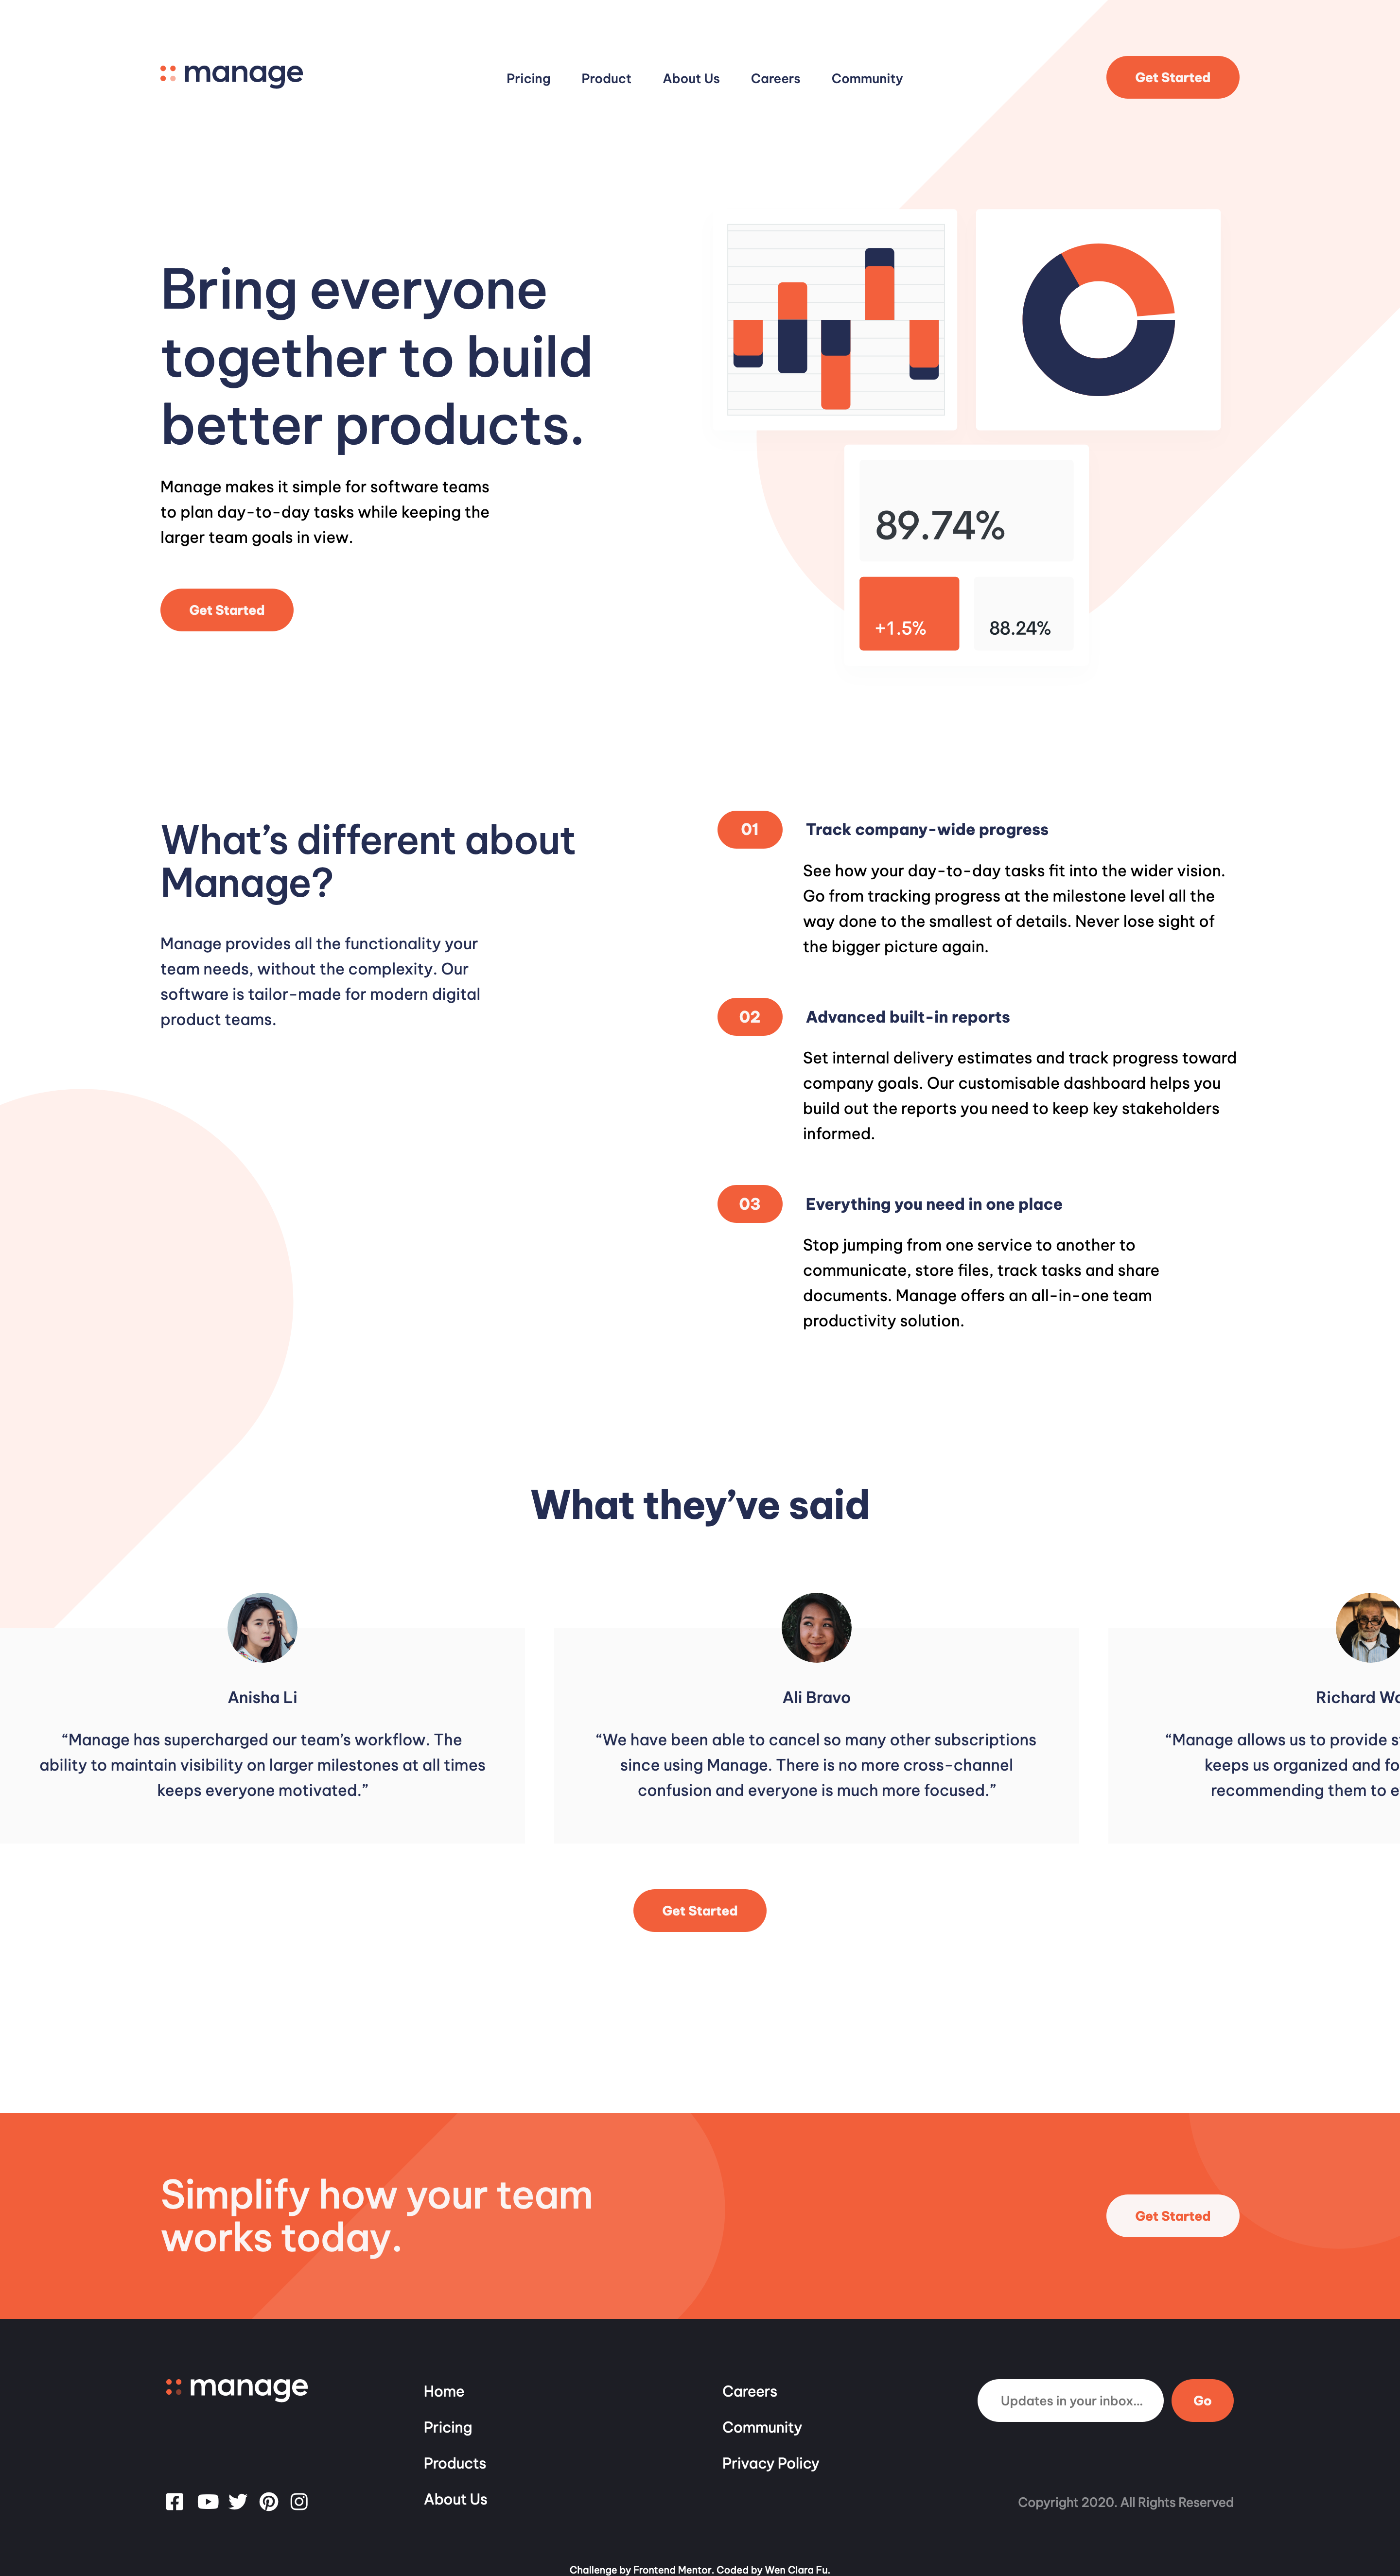 manage
Pricing
Product
About Us
Careers
Community
Get Started
Bring everyone
together to build
better products.
Manage makes it simple for software teams
to plan day-to-day tasks while keeping the
larger team goals in view.
Get Started
89.74%
+1.5%
88.24%
What’s different about
Manage?
Manage provides all the functionality your
team needs, without the complexity. Our
software is tailor-made for modern digital
product teams.
01
Track company-wide progress
See how your day-to-day tasks fit into the wider vision.
Go from tracking progress at the milestone level all the
way done to the smallest of details. Never lose sight of
the bigger picture again.
02
Advanced built-in reports
Set internal delivery estimates and track progress toward
company goals. Our customisable dashboard helps you
build out the reports you need to keep key stakeholders
informed.
03
Everything you need in one place
Stop jumping from one service to another to
communicate, store files, track tasks and share
documents. Manage offers an all-in-one team
productivity solution.
What they’ve said
Anisha Li
“Manage has supercharged our team’s workflow. The
ability to maintain visibility on larger milestones at all times
keeps everyone motivated.”
Ali Bravo
“We have been able to cancel so many other subscriptions
since using Manage. There is no more cross-channel
confusion and everyone is much more focused.”
Richard
“Manage allows us to provide
keeps us organized and
recommending them to
Get Started
Simplify how your team
works today.
Get Started
manage
Home
Pricing
Products
About Us
Careers
Community
Privacy Policy
Updates in your inbox...
Go
Copyright 2020. All Rights Reserved
Challenge by Frontend Mentor. Coded by Wen Clara Fu.